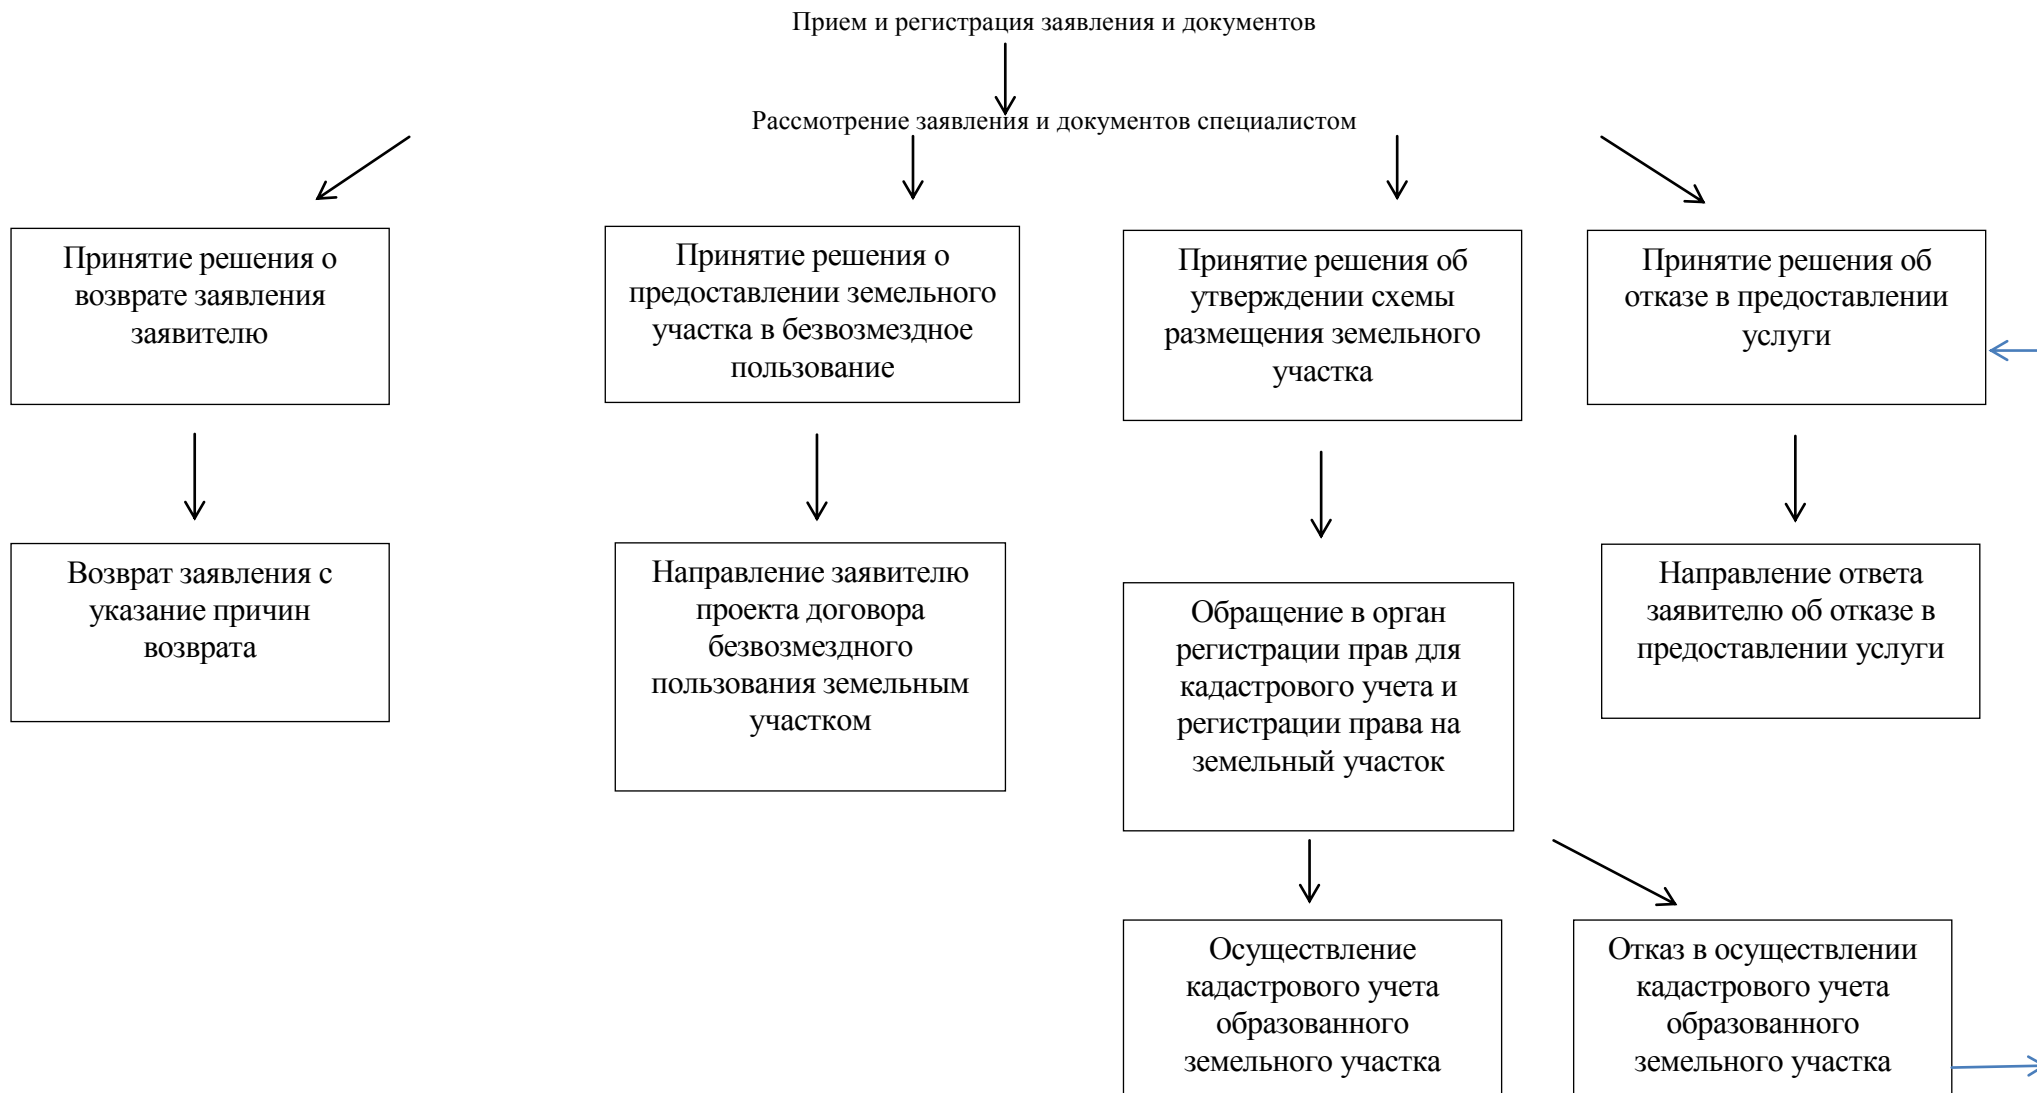 Прием и регистрация заявления и документов
Рассмотрение заявления и документов специалистом
Принятие решения о
возврате заявления
заявителю
Принятие решения о
предоставлении земельного
участка в безвозмездное
пользование
Принятие решения об
утверждении схемы
размещения земельного
участка
Принятие решения об
отказе в предоставлении
услуги
Возврат заявления с
указание причин
возврата
Направление заявителю
проекта договора
безвозмездного
пользования земельным
участком
Обращение в орган
регистрации прав для
кадастрового учета и
регистрации права на
земельный участок
Направление ответа
заявителю об отказе в
предоставлении услуги
Осуществление
кадастрового учета
образованного
земельного участка
Отказ в осуществлении
кадастрового учета
образованного
земельного участка